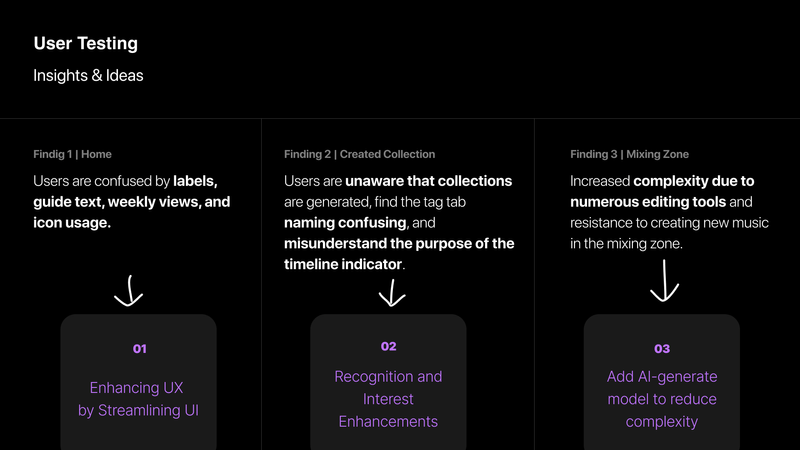 User Testing
Insights & Ideas
Findig 1 | Home
Users are confused by labels,
guide text, weekly views, and
icon usage.
Finding 2 | Created Collection
Users are unaware that collections
are generated, find the tag tab
naming confusing, and
misunderstand the purpose of the
timeline indicator.
Finding 3 | Mixing Zone
Increased complexity due to
numerous editing tools and
resistance to creating new music
in the mixing zone.
01
Enhancing UX
by Streamlining UI
02
Recognition and
Interest
Enhancements
03
Add AI-generate
model to reduce
complexity